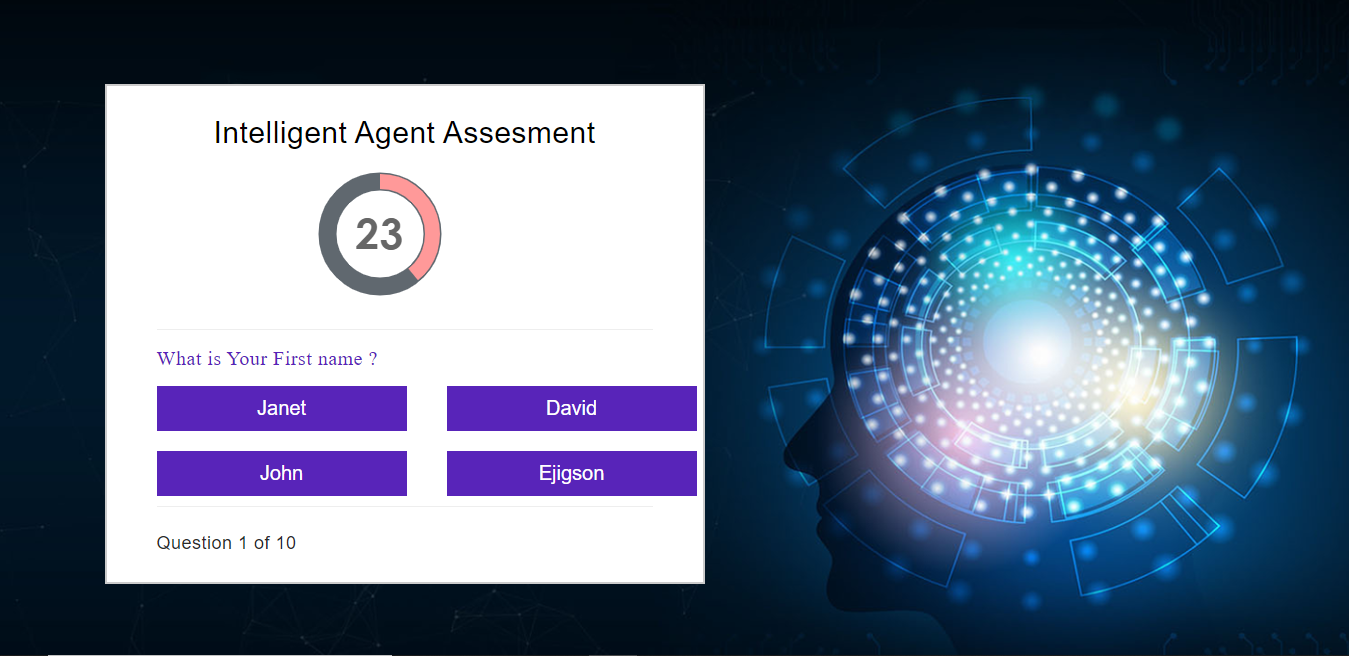 Intelligent Agent Assesment
23
What is Your First name ?
Janet
David
John
Ejigson
Question 1 of 10